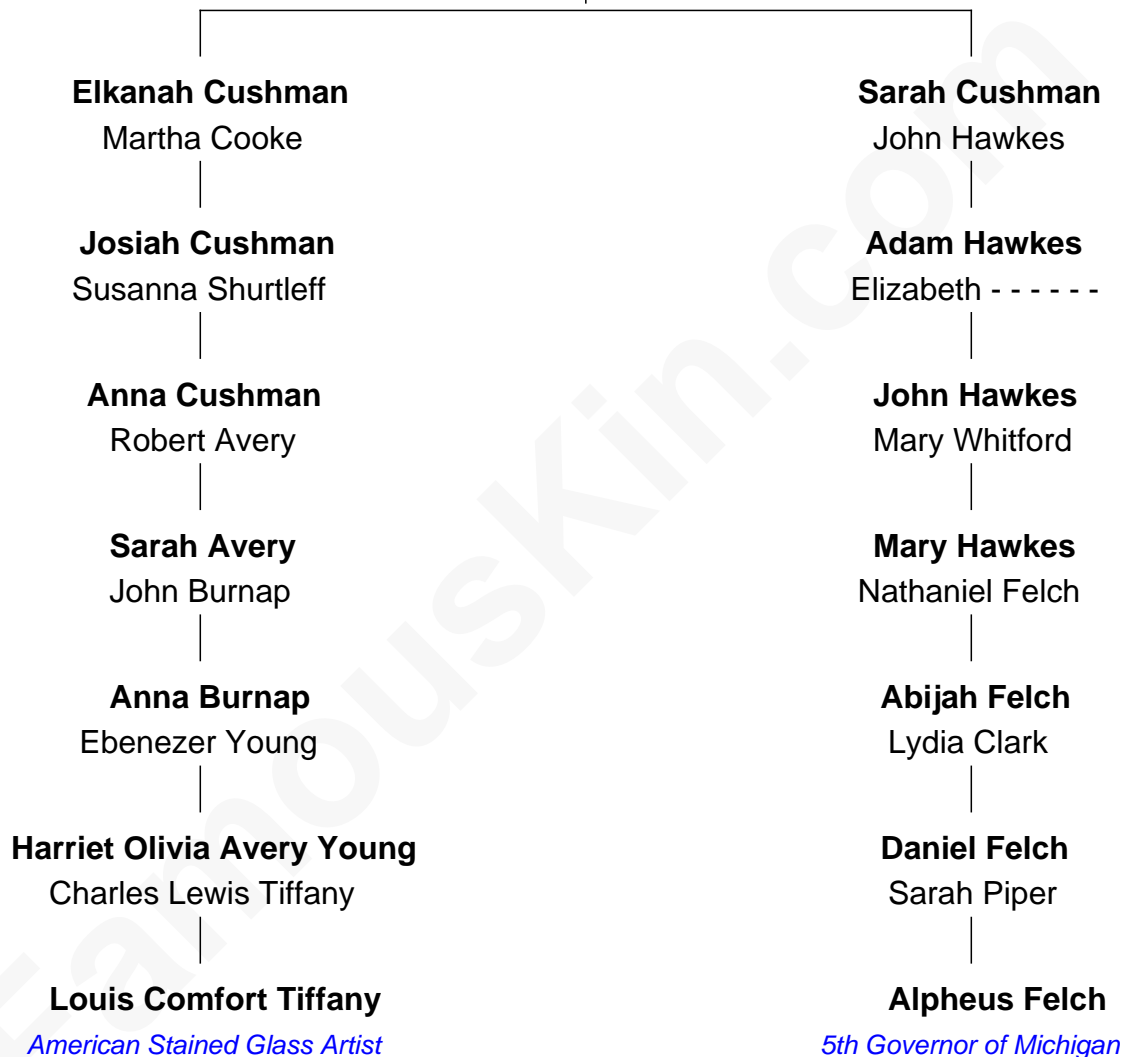 Elkanah Cushman
Martha Cooke
Josiah Cushman
Susanna Shurtleff
Anna Cushman
Robert Avery
Sarah Avery
John Burnap
Anna Burnap
Ebenezer Young
Harriet Olivia Avery Young
Charles Lewis Tiffany
Louis Comfort Tiffany
American Stained Glass Artist
Sarah Cushman
John Hawkes
Adam Hawkes
Elizabeth - - - - - -
John Hawkes
Mary Whitford
Mary Hawkes
Nathaniel Felch
Abijah Felch
Lydia Clark
Daniel Felch
Sarah Piper
Alpheus Felch
5th Governor of Michigan
FamousKin.com